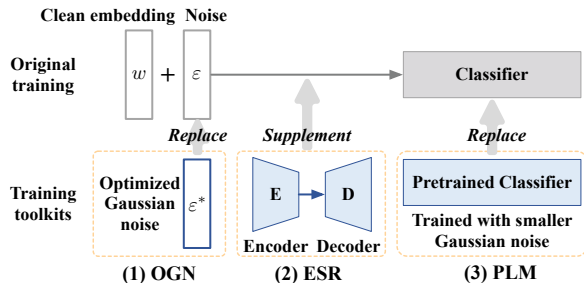 Clean embedding Noise
Original training
w + ε
Classifier
Replace Supplement Replace
Training toolkits
Optimized Gaussian noise
ε*
E D
Encoder Decoder
Pretrained Classifier
Trained with smaller Gaussian noise
(1) OGN (2) ESR (3) PLM